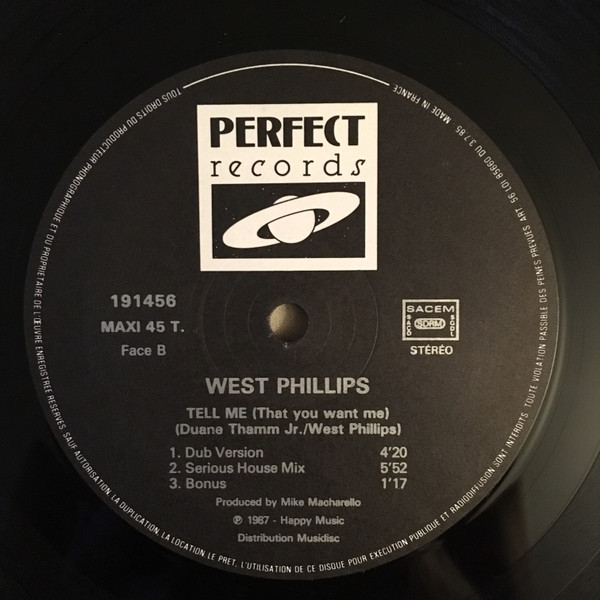 PERFECT
records
191456
MAXI 45 T.
Face B
SACEM
SACD SDRM SGDL
STÉRÉO
WEST PHILLIPS
TELL ME (That you want me)
(Duane Thamm Jr./West Phillips)
1. Dub Version 4'20
2. Serious House Mix 5'52
3. Bonus 1'17
Produced by Mike Macharello
℗ 1987 - Happy Music
Distribution Musidisc
TOUS DROITS DU PRODUCTEUR PHONOGRAPHIQUE ET DU PROPRIETAIRE DE L'ŒUVRE ENREGISTREE RESERVES. SAUF AUTORISATION, LA DUPLICATION, LA LOCATION, LE PRET, L'UTILISATION DE CE DISQUE POUR EXECUTION PUBLIQUE ET RADIODIFFUSION SONT INTERDITS. TOUTE VIOLATION PASSIBLE DES PEINES PREVUES ART 56 LOI 85660 DU 3.7.85 MADE IN FRANCE